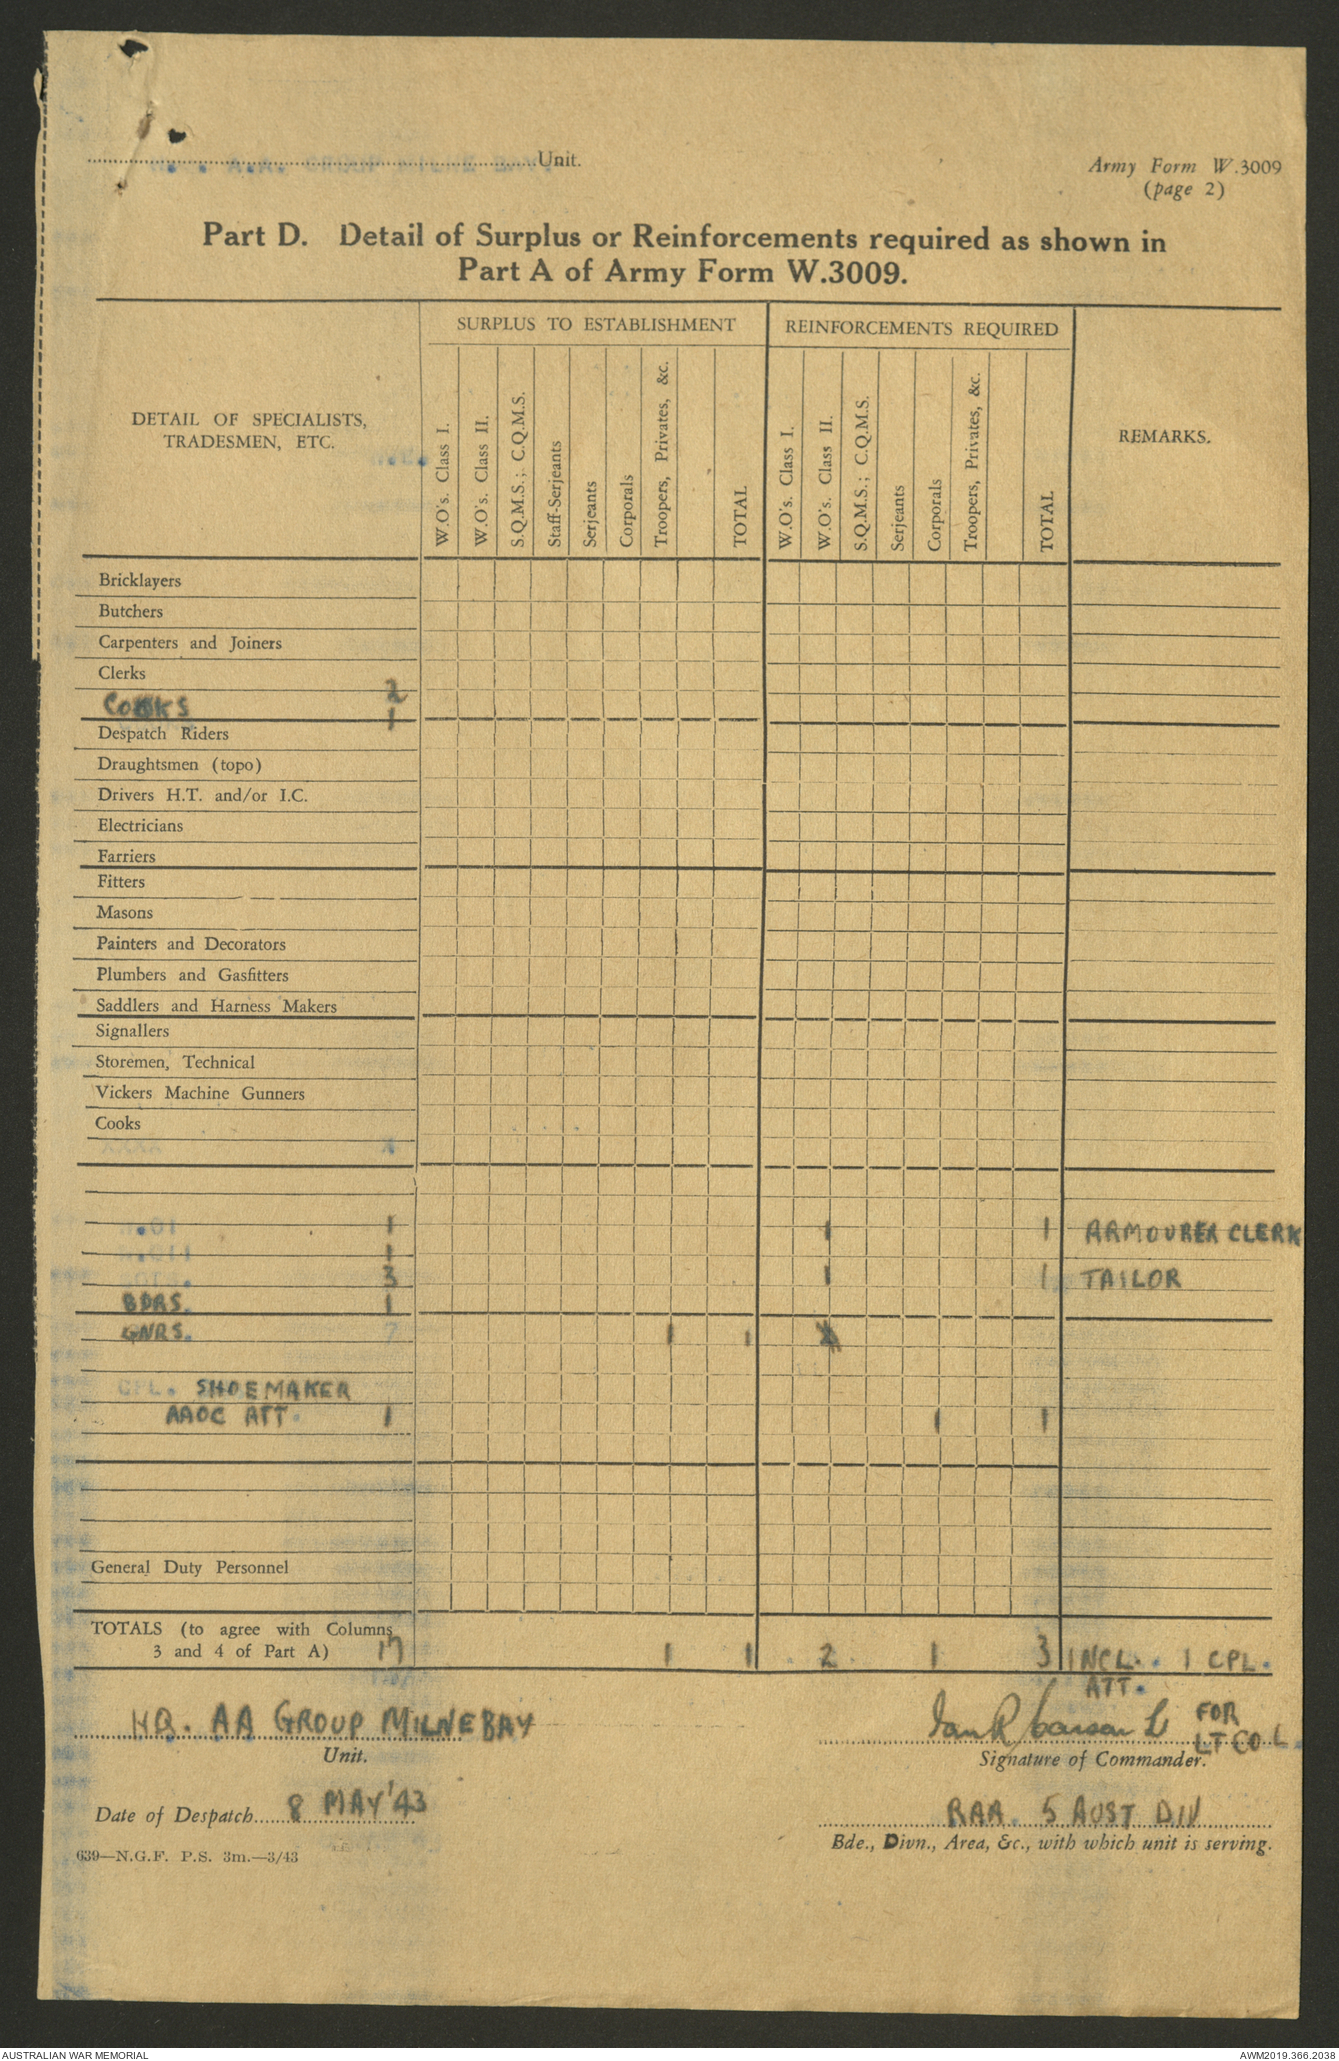 Unit.
Army Form W.3009
(page 2)
Part D. Detail of Surplus or Reinforcements required as shown in
Part A of Army Form W.3009.
DETAIL OF SPECIALISTS,
TRADESMEN, ETC.
SURPLUS TO ESTABLISHMENT
REINFORCEMENTS REQUIRED
REMARKS.
W.O's. Class I.
W.O's. Class II.
S.Q.M.S.; C.Q.M.S.
Staff-Serjeants
Serjeants
Corporals
Troopers, Privates, &c.
TOTAL
W.O's. Class I.
W.O's. Class II.
S.Q.M.S.; C.Q.M.S.
Serjeants
Corporals
Troopers, Privates, &c.
TOTAL
Bricklayers
Butchers
Carpenters and Joiners
Clerks 2
COOKS 1
Despatch Riders
Draughtsmen (topo)
Drivers H.T. and/or I.C.
Electricians
Farriers
Fitters
Masons
Painters and Decorators
Plumbers and Gasfitters
Saddlers and Harness Makers
Signallers
Storemen, Technical
Vickers Machine Gunners
Cooks
1 1 1 ARMOURER CLERK
1
3 1 1 TAILOR
BDRS. 1
GNRS. 7 1 1
CPL. SHOEMAKER
AAOC ATT. 1 1 1
General Duty Personnel
TOTALS (to agree with Columns
3 and 4 of Part A) 17 1 1 2 1 3 INCL. 1 CPL.
ATT.
HQ. AA GROUP MILNE BAY
Unit.
FOR
LT COL.
Signature of Commander.
Date of Despatch 8 MAY '43
RAA. 5 AUST DIV
Bde., Divn., Area, &c., with which unit is serving.
639—N.G.F. P.S. 3m.—3/43
AUSTRALIAN WAR MEMORIAL
AWM2019.366.2038